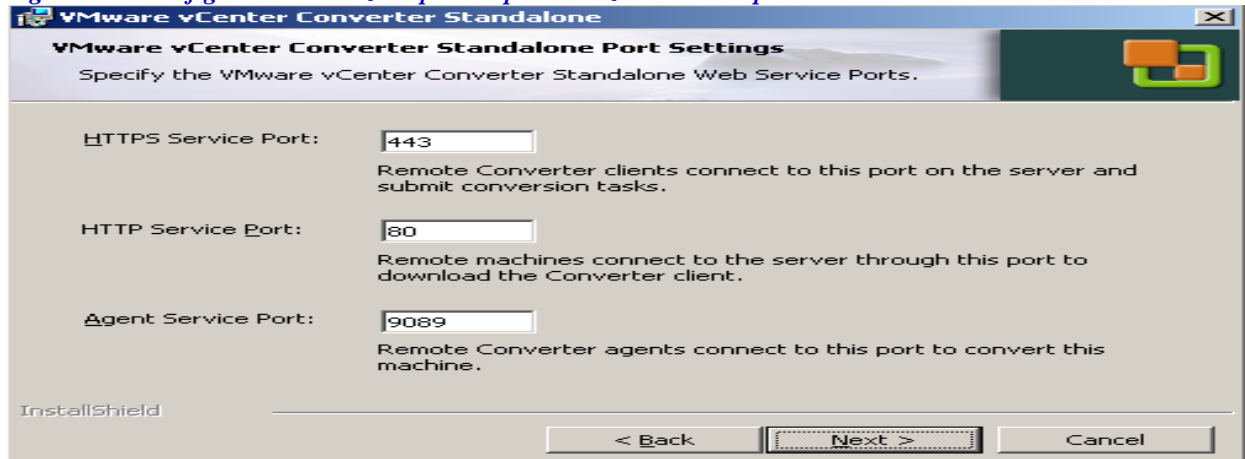 VMware vCenter Converter Standalone
VMware vCenter Converter Standalone Port Settings
Specify the VMware vCenter Converter Standalone Web Service Ports.
HTTPS Service Port: 443
Remote Converter clients connect to this port on the server and
submit conversion tasks.
HTTP Service Port: 80
Remote machines connect to the server through this port to
download the Converter client.
Agent Service Port: 9089
Remote Converter agents connect to this port to convert this
machine.
InstallShield
< Back Next > Cancel